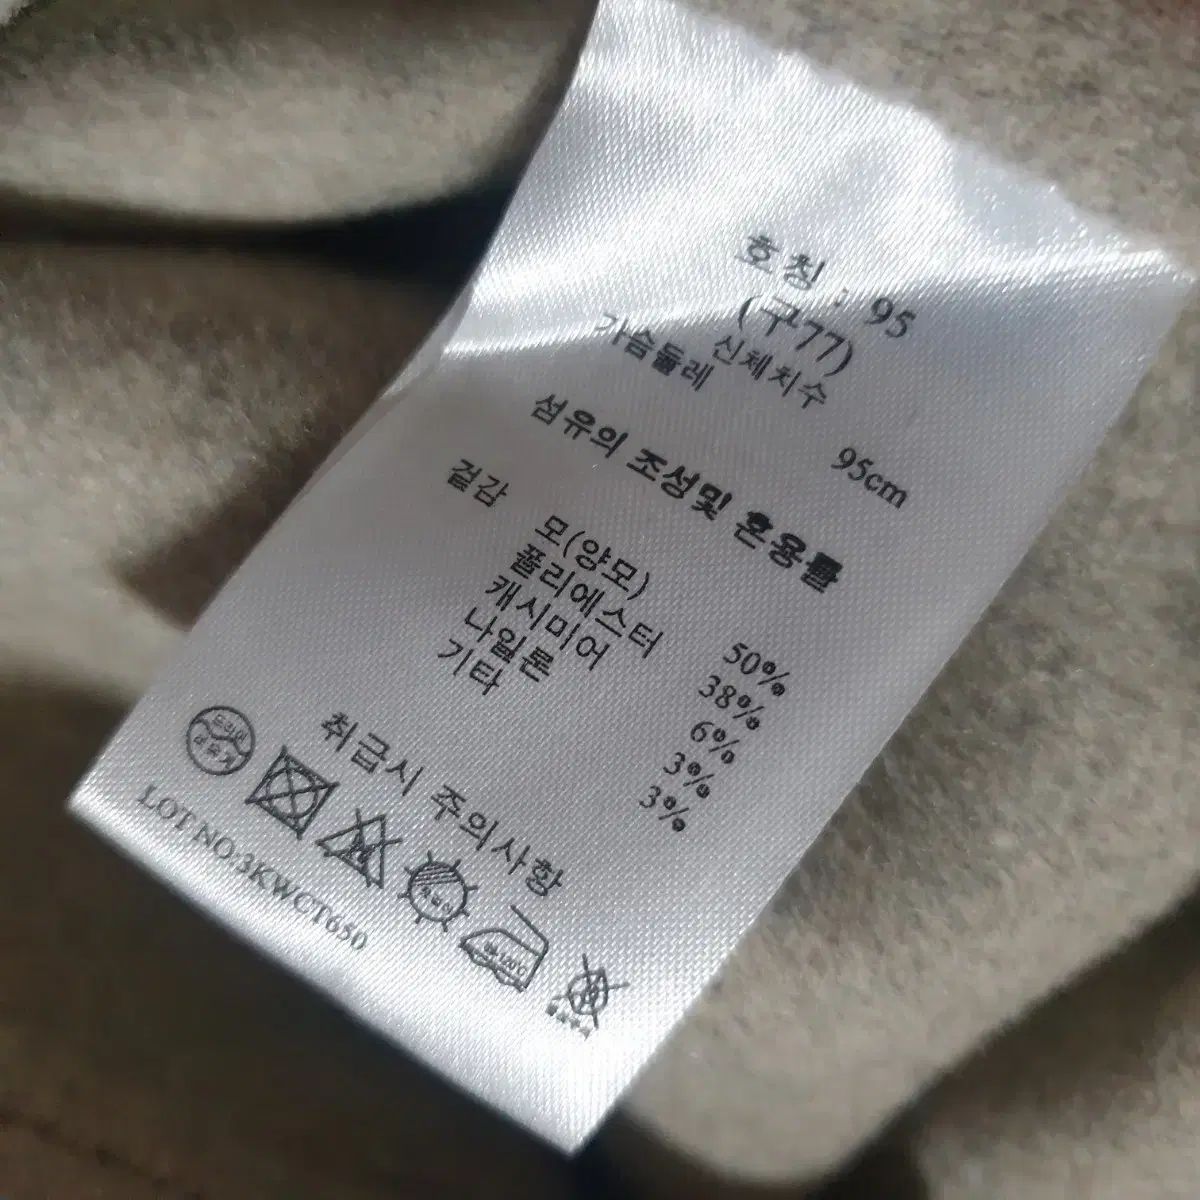 호칭 : 95
(구77)
신체치수
가슴둘레 95cm
섬유의 조성및 혼용률
겉감
모(양모) 50%
폴리에스터 38%
캐시미어 6%
나일론 3%
기타 3%
취급시 주의사항
드라이
LOT NO:3KWCT650